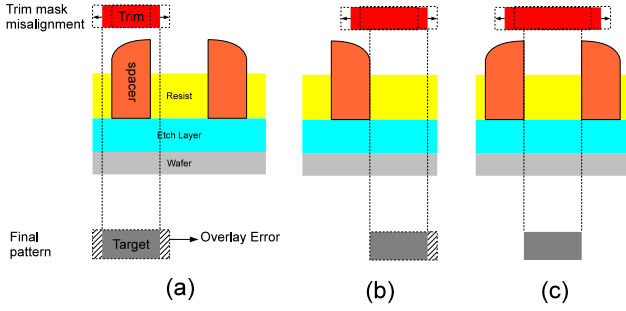 Trim mask
misalignment
Trim
spacer
Resist
Etch Layer
Wafer
Final
pattern
Target
Overlay Error
(a)
(b)
(c)